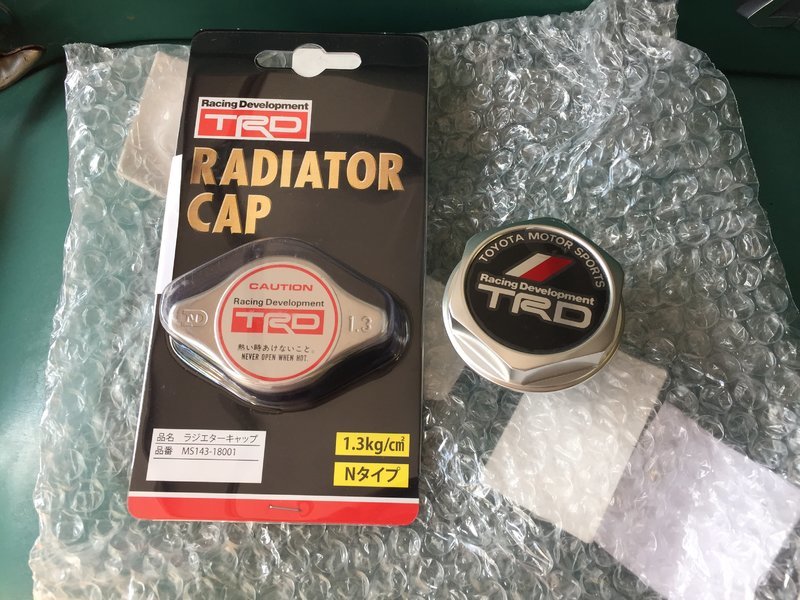 Racing Development
TRD
RADIATOR
CAP
CAUTION
Racing Development
TRD
ND
1.3
熱い時あけないこと。
NEVER OPEN WHEN HOT.
品名 ラジエターキャップ
品番 MS143-18001
1.3kg/c㎡
Nタイプ
TOYOTA MOTOR SPORTS
Racing Development
TRD